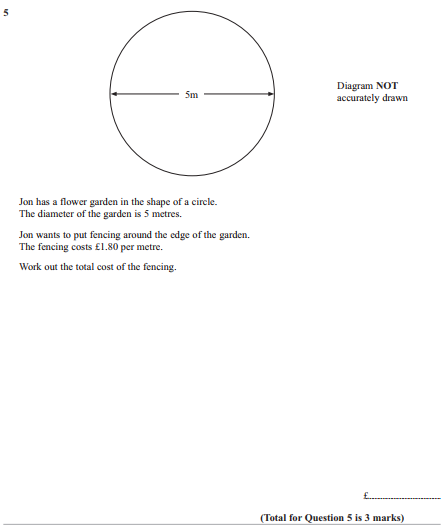 5
5m
Diagram NOT
accurately drawn
Jon has a flower garden in the shape of a circle.
The diameter of the garden is 5 metres.
Jon wants to put fencing around the edge of the garden.
The fencing costs £1.80 per metre.
Work out the total cost of the fencing.
£..............................
(Total for Question 5 is 3 marks)